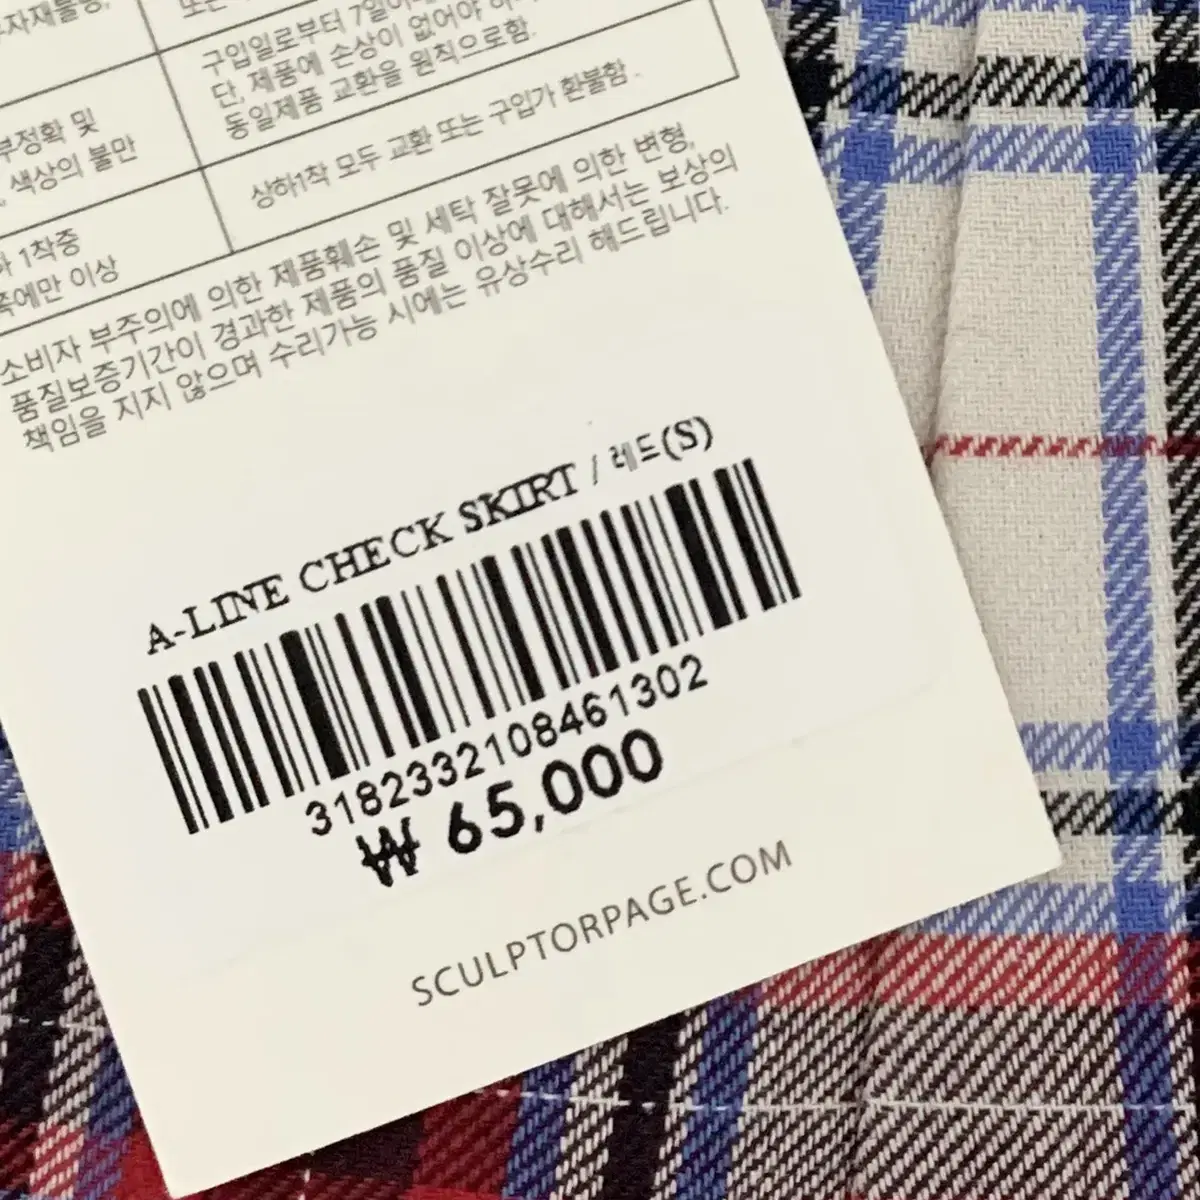 구입일로부터 7일이내
단, 제품에 손상이 없어야 하
동일제품 교환을 원칙으로함.
부정확 및
색상의 불만
상하1착 모두 교환 또는 구입가 환불함.
1착중
이상
소비자 부주의에 의한 제품훼손 및 세탁 잘못에 의한 변형,
품질보증기간이 경과한 제품의 품질 이상에 대해서는 보상의
책임을 지지 않으며 수리가능 시에는 유상수리 해드립니다.
A-LINE CHECK SKIRT / 레드(S)
3182332108461302
₩ 65,000
SCULPTORPAGE.COM